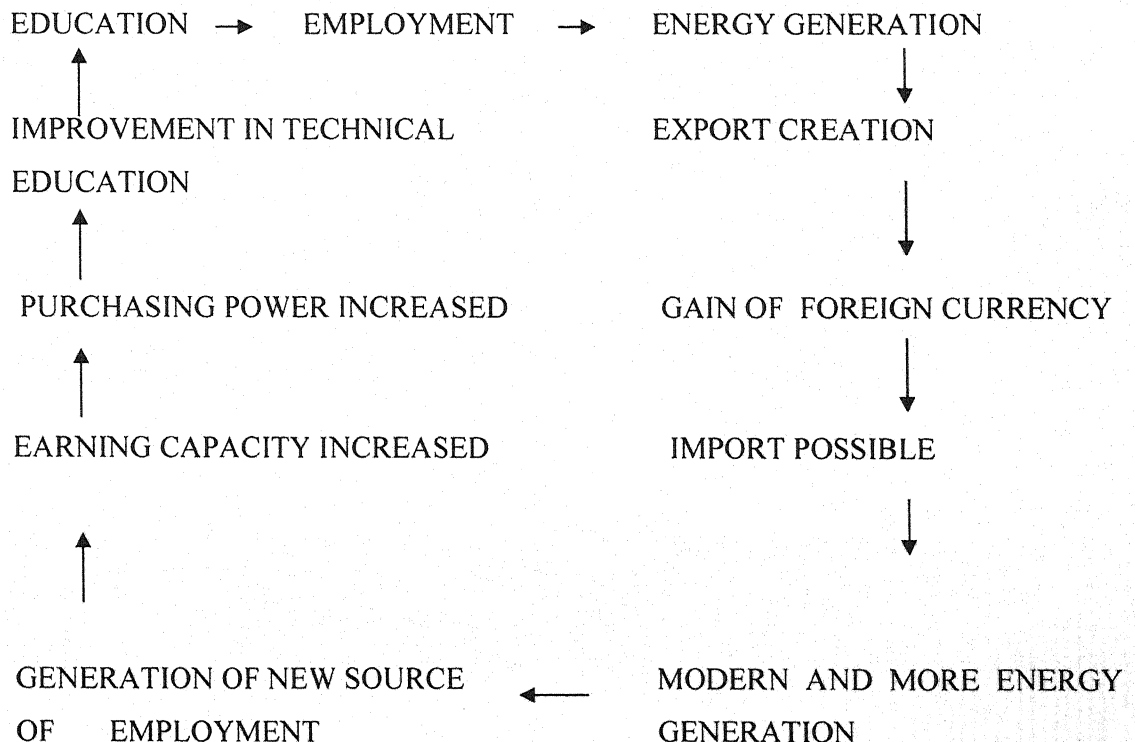 EDUCATION → EMPLOYMENT → ENERGY GENERATION
IMPROVEMENT IN TECHNICAL
EDUCATION
EXPORT CREATION
PURCHASING POWER INCREASED
GAIN OF FOREIGN CURRENCY
EARNING CAPACITY INCREASED
IMPORT POSSIBLE
GENERATION OF NEW SOURCE
OF EMPLOYMENT
MODERN AND MORE ENERGY
GENERATION